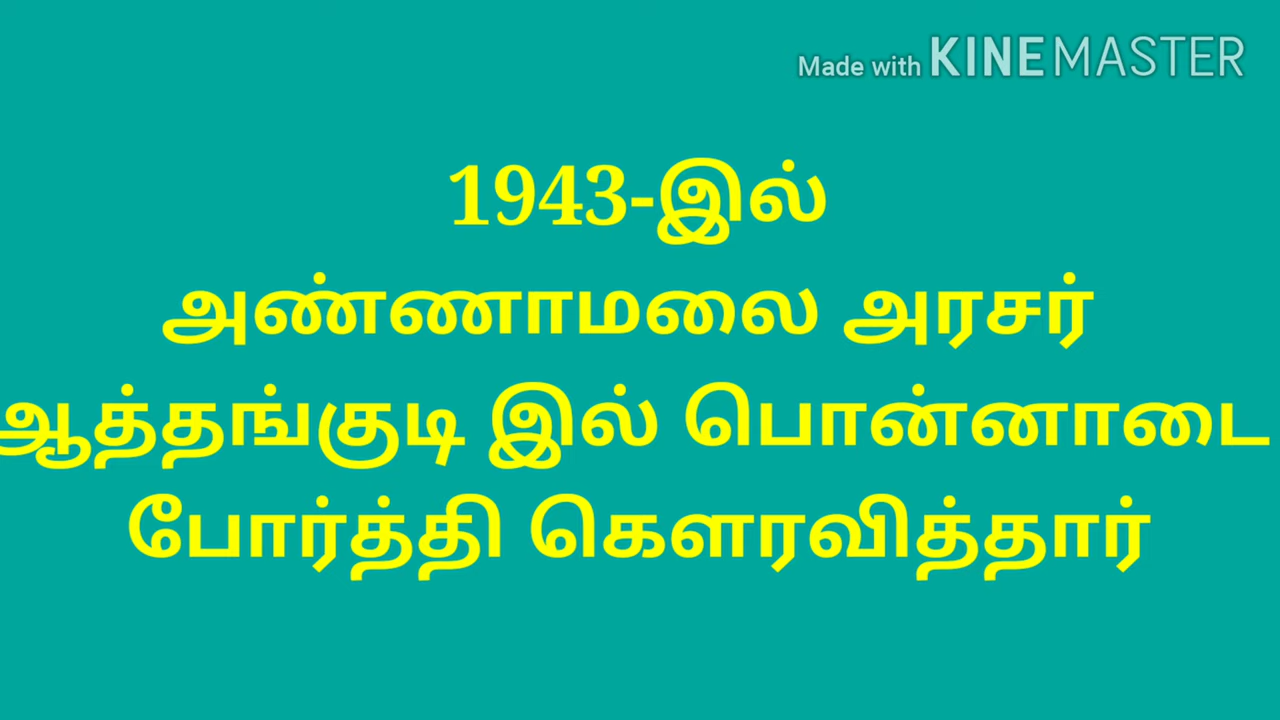 Made with KINEMASTER
1943-இல்
அண்ணாமலை அரசர்
ஆத்தங்குடி இல் பொன்னாடை
போர்த்தி கௌரவித்தார்